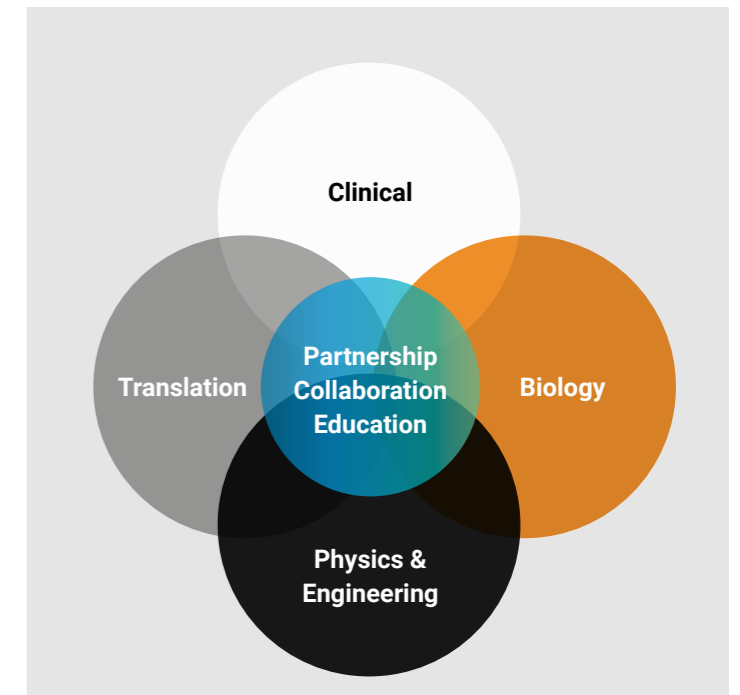 Clinical
Partnership
Collaboration
Education
Translation
Biology
Physics &
Engineering